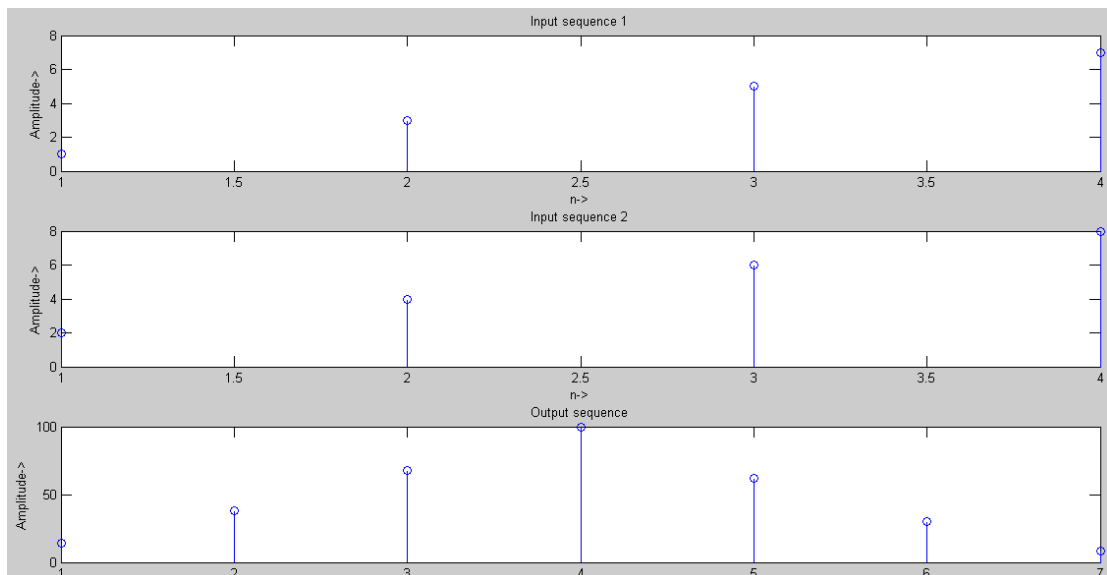 Input sequence 1
8
6
4
2
0
Amplitude->
1 1.5 2 2.5 3 3.5 4
n->
Input sequence 2
8
6
4
2
0
Amplitude->
1 1.5 2 2.5 3 3.5 4
n->
Output sequence
100
50
0
Amplitude->
1 2 3 4 5 6 7